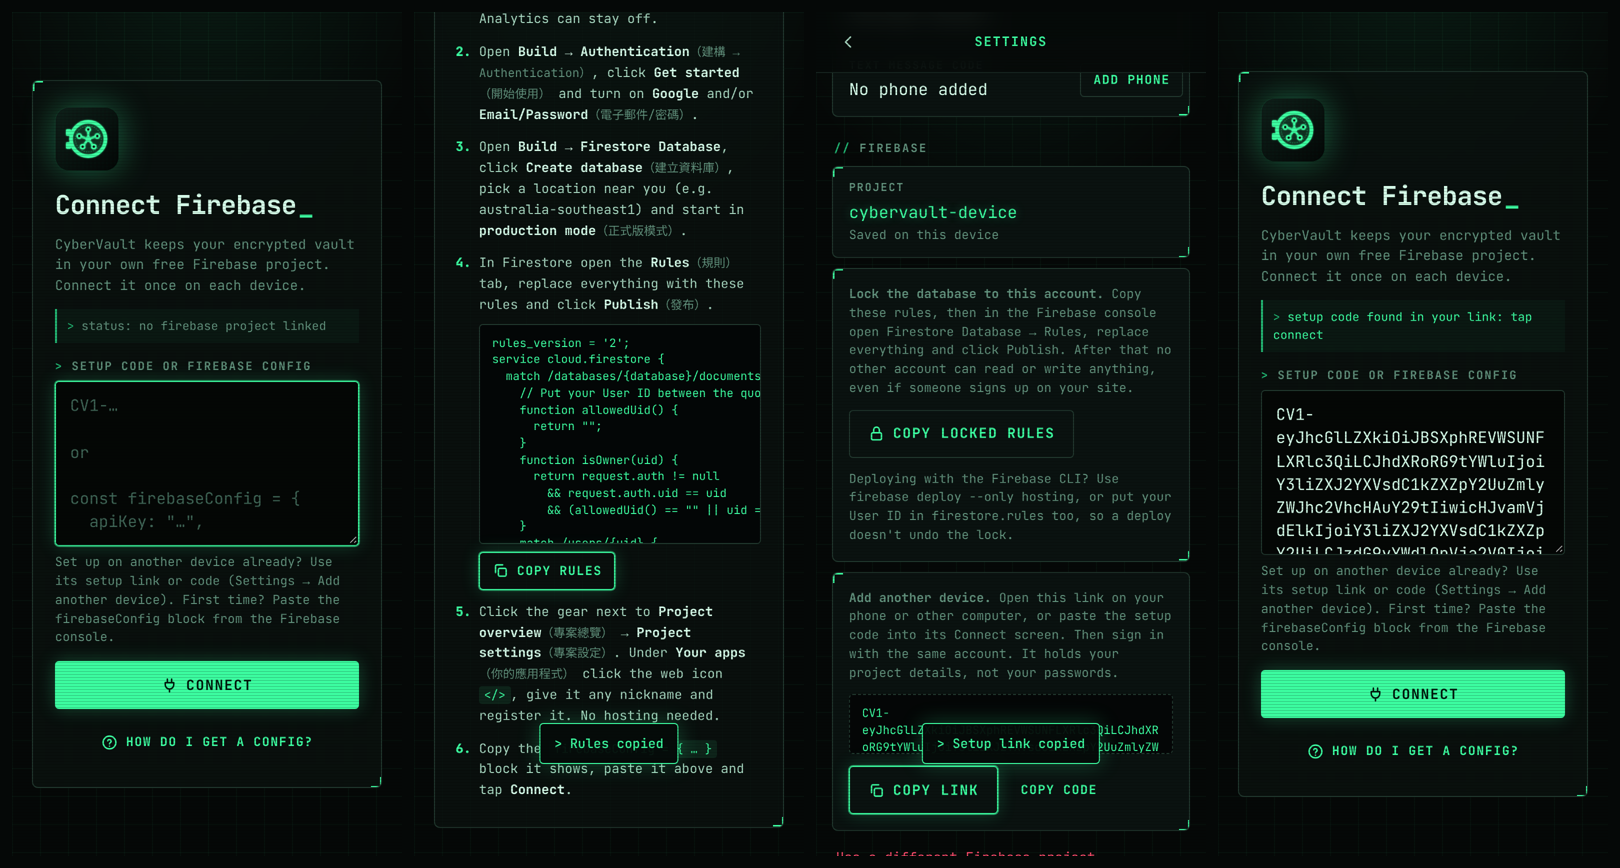 Connect Firebase_
CyberVault keeps your encrypted vault
in your own free Firebase project.
Connect it once on each device.
> status: no firebase project linked
> SETUP CODE OR FIREBASE CONFIG
CV1-…
or
const firebaseConfig = {
apiKey: "…",
Set up on another device already? Use
its setup link or code (Settings → Add
another device). First time? Paste the
firebaseConfig block from the Firebase
console.
CONNECT
HOW DO I GET A CONFIG?
Analytics can stay off.
2. Open Build → Authentication（建構 →
Authentication）, click Get started
（開始使用） and turn on Google and/or
Email/Password（電子郵件/密碼）.
3. Open Build → Firestore Database,
click Create database（建立資料庫）,
pick a location near you (e.g.
australia-southeast1) and start in
production mode（正式版模式）.
4. In Firestore open the Rules（規則）
tab, replace everything with these
rules and click Publish（發布）.
rules_version = '2';
service cloud.firestore {
match /databases/{database}/documents
// Put your User ID between the quo
function allowedUid() {
return "";
}
function isOwner(uid) {
return request.auth != null
&& request.auth.uid == uid
&& (allowedUid() == "" || uid =
}
match /users/{uid} {
COPY RULES
5. Click the gear next to Project
overview（專案總覽） → Project
settings（專案設定）. Under Your apps
（你的應用程式） click the web icon
</>, give it any nickname and
register it. No hosting needed.
6. Copy the { … }
> Rules copied
block it shows, paste it above and
tap Connect.
SETTINGS
No phone added
ADD PHONE
// FIREBASE
PROJECT
cybervault-device
Saved on this device
Lock the database to this account. Copy
these rules, then in the Firebase console
open Firestore Database → Rules, replace
everything and click Publish. After that no
other account can read or write anything,
even if someone signs up on your site.
COPY LOCKED RULES
Deploying with the Firebase CLI? Use
firebase deploy --only hosting, or put your
User ID in firestore.rules too, so a deploy
doesn't undo the lock.
Add another device. Open this link on your
phone or other computer, or paste the setup
code into its Connect screen. Then sign in
with the same account. It holds your
project details, not your passwords.
CV1-
> Setup link copied
COPY LINK
COPY CODE
Use a different Firebase project
Connect Firebase_
CyberVault keeps your encrypted vault
in your own free Firebase project.
Connect it once on each device.
> setup code found in your link: tap
connect
> SETUP CODE OR FIREBASE CONFIG
CV1-
eyJhcGlLZXkiOiJBSXphREVWSUNF
LXRlc3QiLCJhdXRoRG9tYWluIjoi
Y3liZXJ2YXVsdC1kZXZpY2UuZmly
ZWJhc2VhcHAuY29tIiwicHJvamVj
dElkIjoiY3liZXJ2YXVsdC1kZXZp
Set up on another device already? Use
its setup link or code (Settings → Add
another device). First time? Paste the
firebaseConfig block from the Firebase
console.
CONNECT
HOW DO I GET A CONFIG?